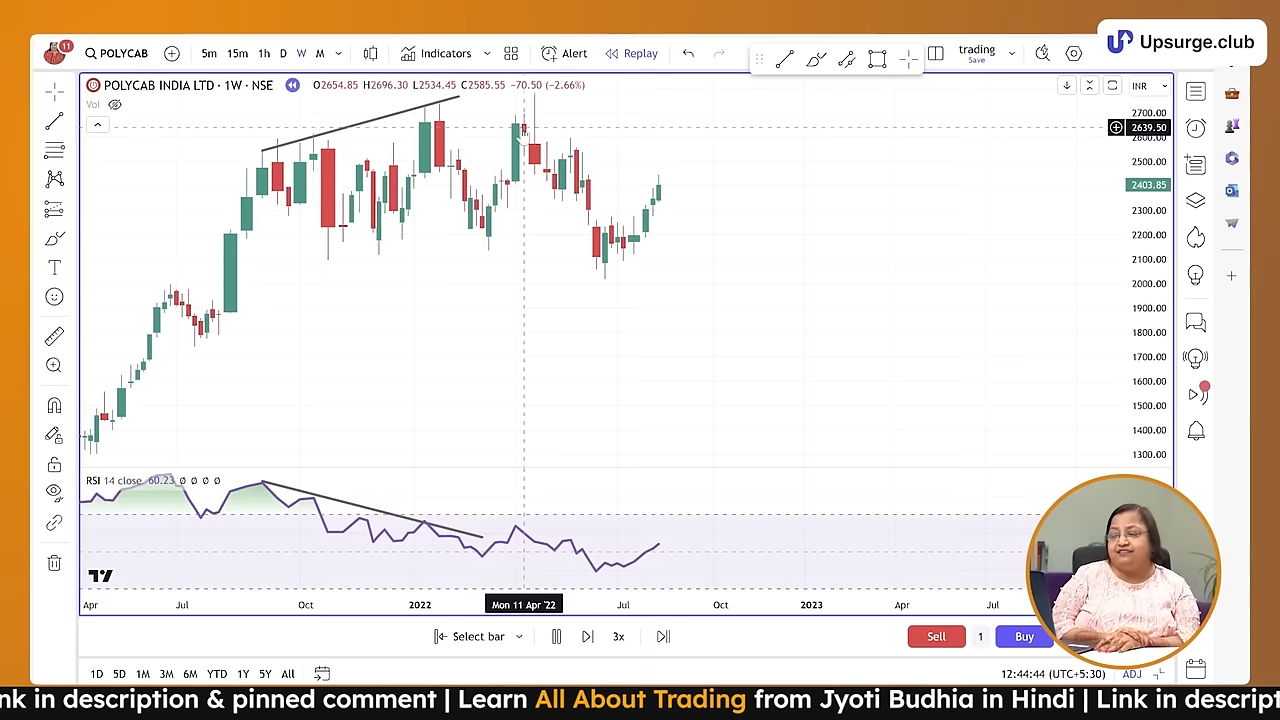 Upsurge.club
11
POLYCAB
5m 15m 1h D W M
Indicators
Alert
Replay
trading
Save
POLYCAB INDIA LTD · 1W · NSE
O2654.85 H2696.30 L2534.45 C2585.55 −70.50 (−2.66%)
INR
Vol
2700.00
2639.50
2600.00
2500.00
2403.85
2300.00
2200.00
2100.00
2000.00
1900.00
1800.00
1700.00
1600.00
1500.00
1400.00
1300.00
RSI 14 close 60.23 Ø Ø Ø Ø
Apr Jul Oct 2022 Mon 11 Apr '22 Jul Oct 2023 Apr Jul
Select bar
3x
Sell 1 Buy
1D 5D 1M 3M 6M YTD 1Y 5Y All
12:44:44 (UTC+5:30) ADJ
nk in description & pinned comment | Learn All About Trading from Jyoti Budhia in Hindi | Link in descript